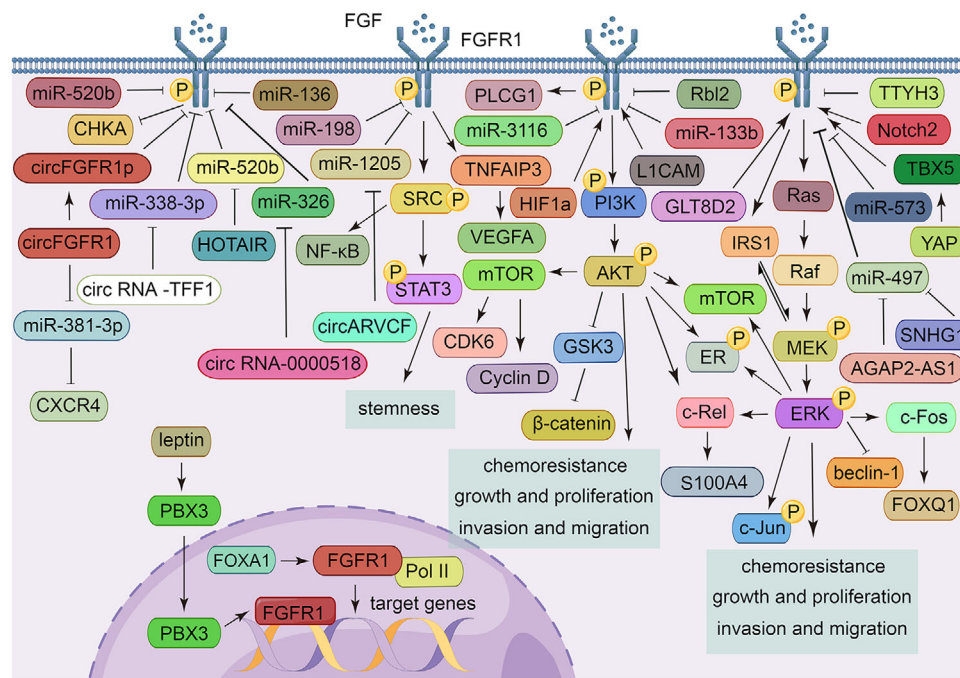 FGF
FGFR1
miR-520b
P
miR-136
P
PLCG1
P
Rbl2
P
TTYH3
CHKA
miR-198
miR-3116
miR-133b
Notch2
circFGFR1p
miR-520b
miR-1205
TNFAIP3
L1CAM
TBX5
miR-338-3p
miR-326
SRC
P
HIF1a
P
PI3K
GLT8D2
Ras
miR-573
circFGFR1
HOTAIR
NF-κB
VEGFA
IRS1
YAP
circ RNA -TFF1
P
STAT3
mTOR
AKT
P
mTOR
Raf
miR-497
miR-381-3p
circARVCF
CDK6
GSK3
ER
P
MEK
P
SNHG1
circ RNA-0000518
Cyclin D
AGAP2-AS1
CXCR4
stemness
β-catenin
c-Rel
ERK
P
c-Fos
leptin
chemoresistance
growth and proliferation
invasion and migration
S100A4
beclin-1
FOXQ1
PBX3
c-Jun
P
FOXA1
FGFR1
Pol II
chemoresistance
growth and proliferation
invasion and migration
PBX3
FGFR1
target genes